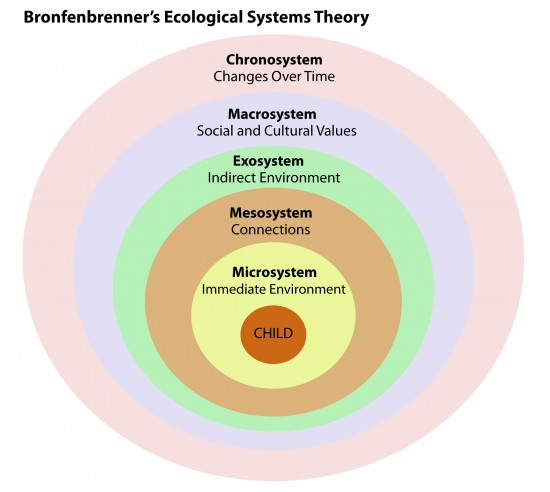 Bronfenbrenner’s Ecological Systems Theory
Chronosystem
Changes Over Time
Macrosystem
Social and Cultural Values
Exosystem
Indirect Environment
Mesosystem
Connections
Microsystem
Immediate Environment
CHILD